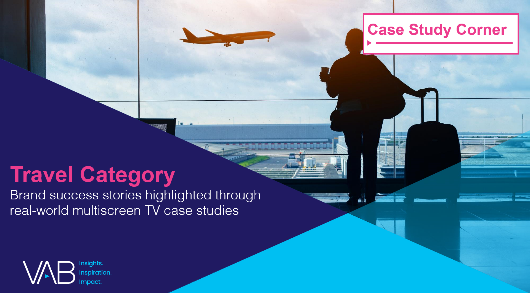 Case Study Corner
Travel Category
Brand success stories highlighted through
real-world multiscreen TV case studies
VAB
Insights.
Inspiration.
Impact.